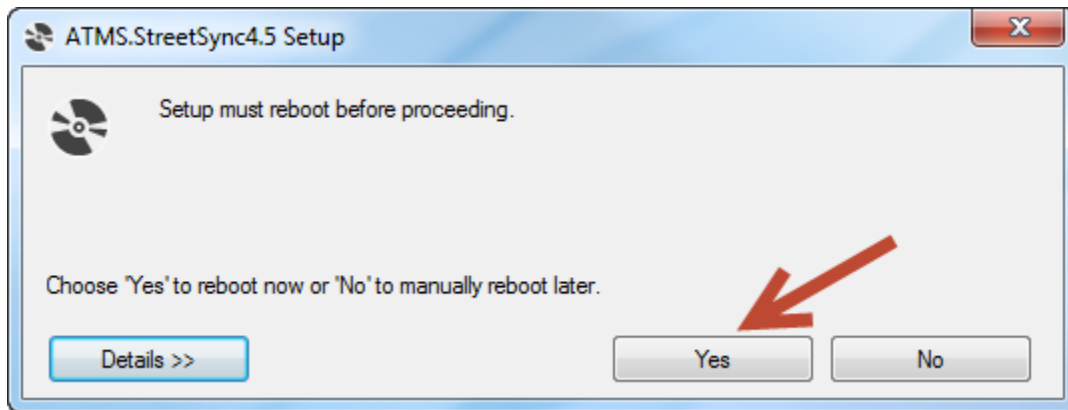 ATMS.StreetSync4.5 Setup
Setup must reboot before proceeding.
Choose 'Yes' to reboot now or 'No' to manually reboot later.
Details >>
Yes
No